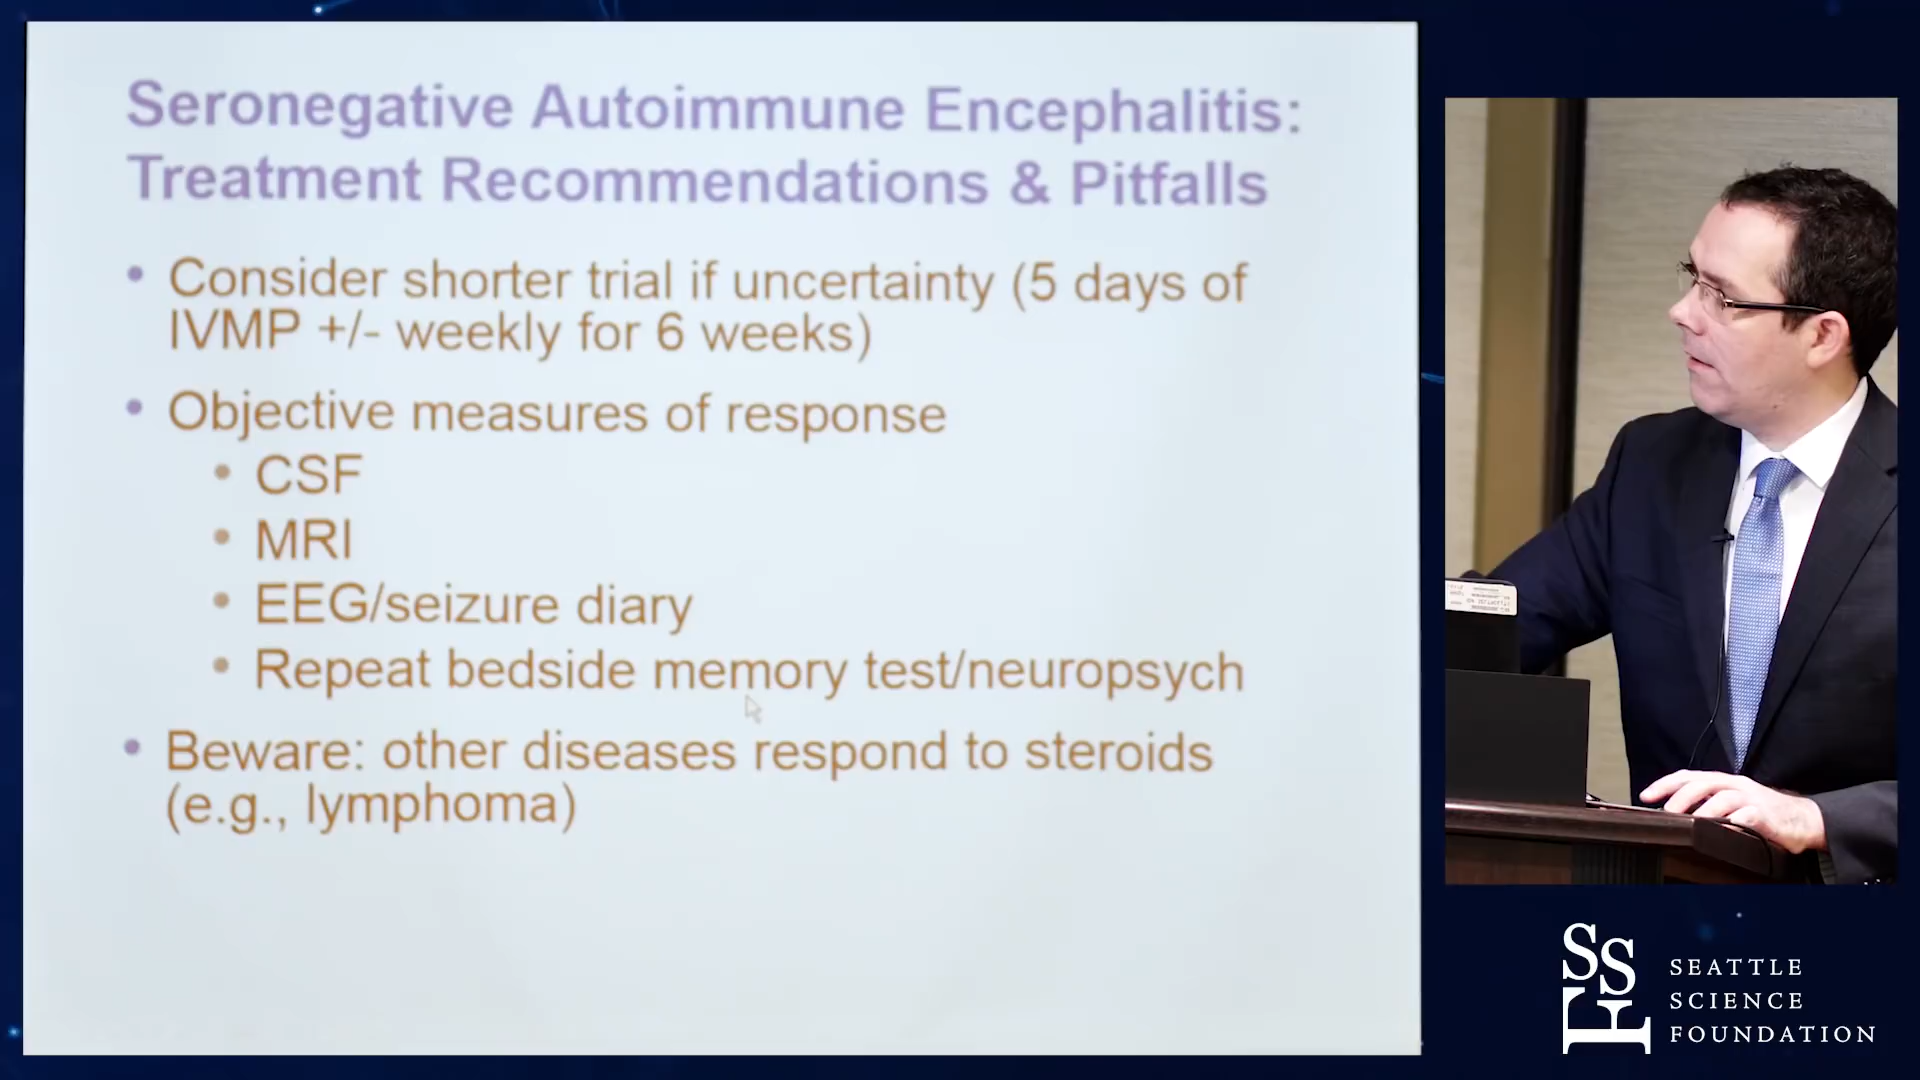 Seronegative Autoimmune Encephalitis:
Treatment Recommendations & Pitfalls
• Consider shorter trial if uncertainty (5 days of
IVMP +/- weekly for 6 weeks)
• Objective measures of response
• CSF
• MRI
• EEG/seizure diary
• Repeat bedside memory test/neuropsych
• Beware: other diseases respond to steroids
(e.g., lymphoma)
SSF
SEATTLE
SCIENCE
FOUNDATION